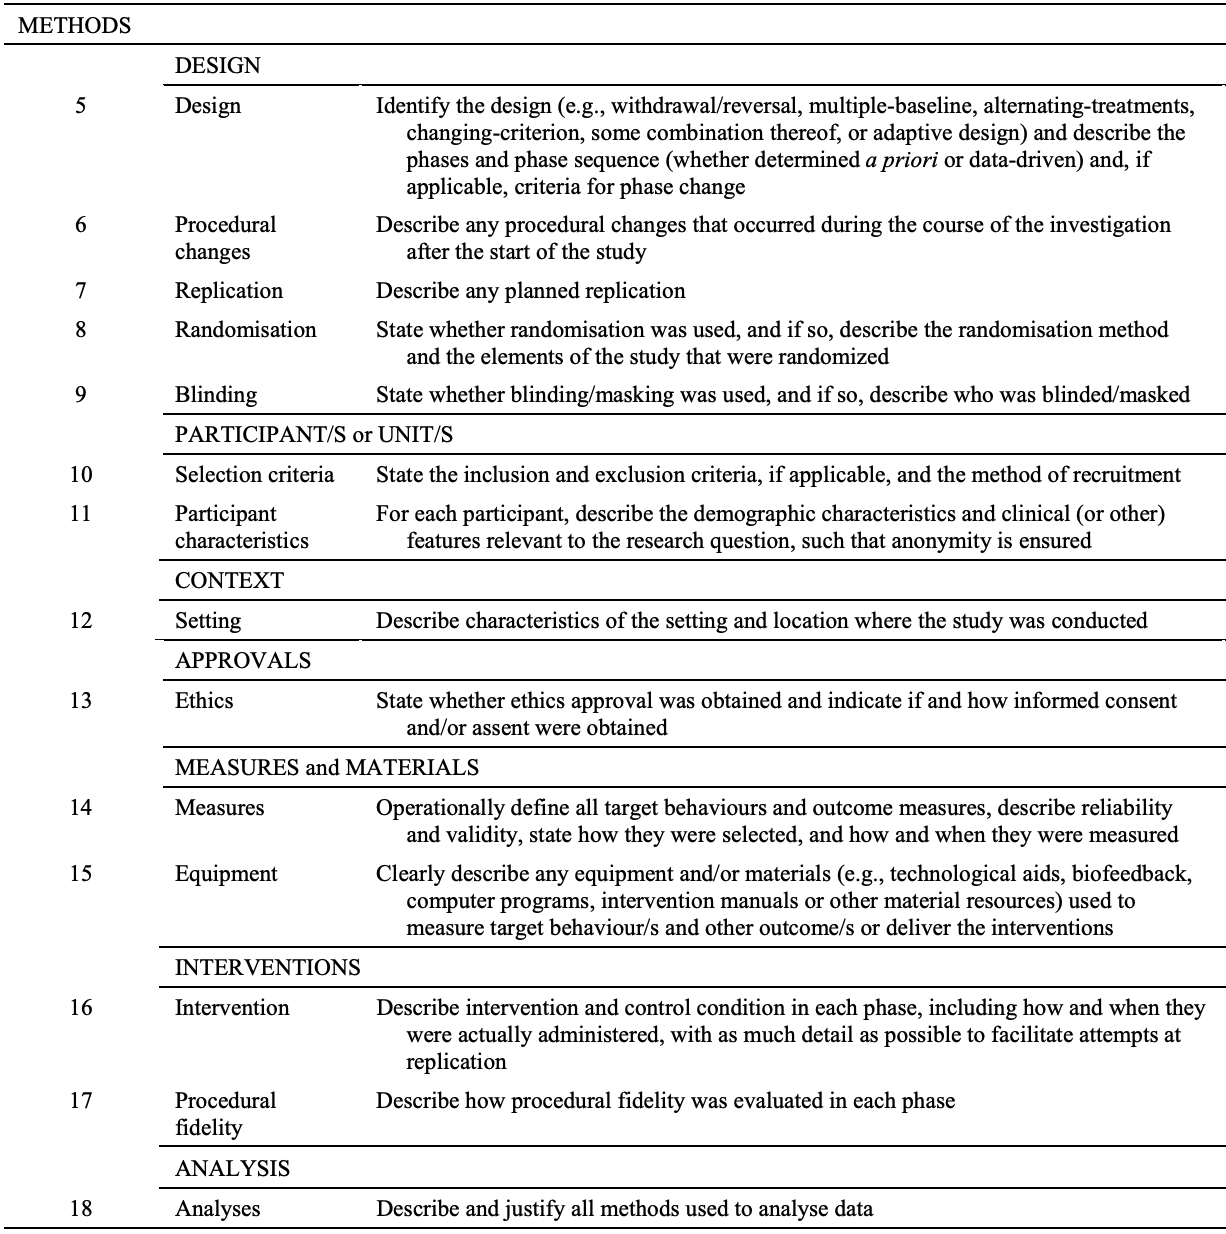 METHODS
DESIGN
5 Design Identify the design (e.g., withdrawal/reversal, multiple-baseline, alternating-treatments,
changing-criterion, some combination thereof, or adaptive design) and describe the
phases and phase sequence (whether determined a priori or data-driven) and, if
applicable, criteria for phase change
6 Procedural Describe any procedural changes that occurred during the course of the investigation
changes after the start of the study
7 Replication Describe any planned replication
8 Randomisation State whether randomisation was used, and if so, describe the randomisation method
and the elements of the study that were randomized
9 Blinding State whether blinding/masking was used, and if so, describe who was blinded/masked
PARTICIPANT/S or UNIT/S
10 Selection criteria State the inclusion and exclusion criteria, if applicable, and the method of recruitment
11 Participant For each participant, describe the demographic characteristics and clinical (or other)
characteristics features relevant to the research question, such that anonymity is ensured
CONTEXT
12 Setting Describe characteristics of the setting and location where the study was conducted
APPROVALS
13 Ethics State whether ethics approval was obtained and indicate if and how informed consent
and/or assent were obtained
MEASURES and MATERIALS
14 Measures Operationally define all target behaviours and outcome measures, describe reliability
and validity, state how they were selected, and how and when they were measured
15 Equipment Clearly describe any equipment and/or materials (e.g., technological aids, biofeedback,
computer programs, intervention manuals or other material resources) used to
measure target behaviour/s and other outcome/s or deliver the interventions
INTERVENTIONS
16 Intervention Describe intervention and control condition in each phase, including how and when they
were actually administered, with as much detail as possible to facilitate attempts at
replication
17 Procedural Describe how procedural fidelity was evaluated in each phase
fidelity
ANALYSIS
18 Analyses Describe and justify all methods used to analyse data